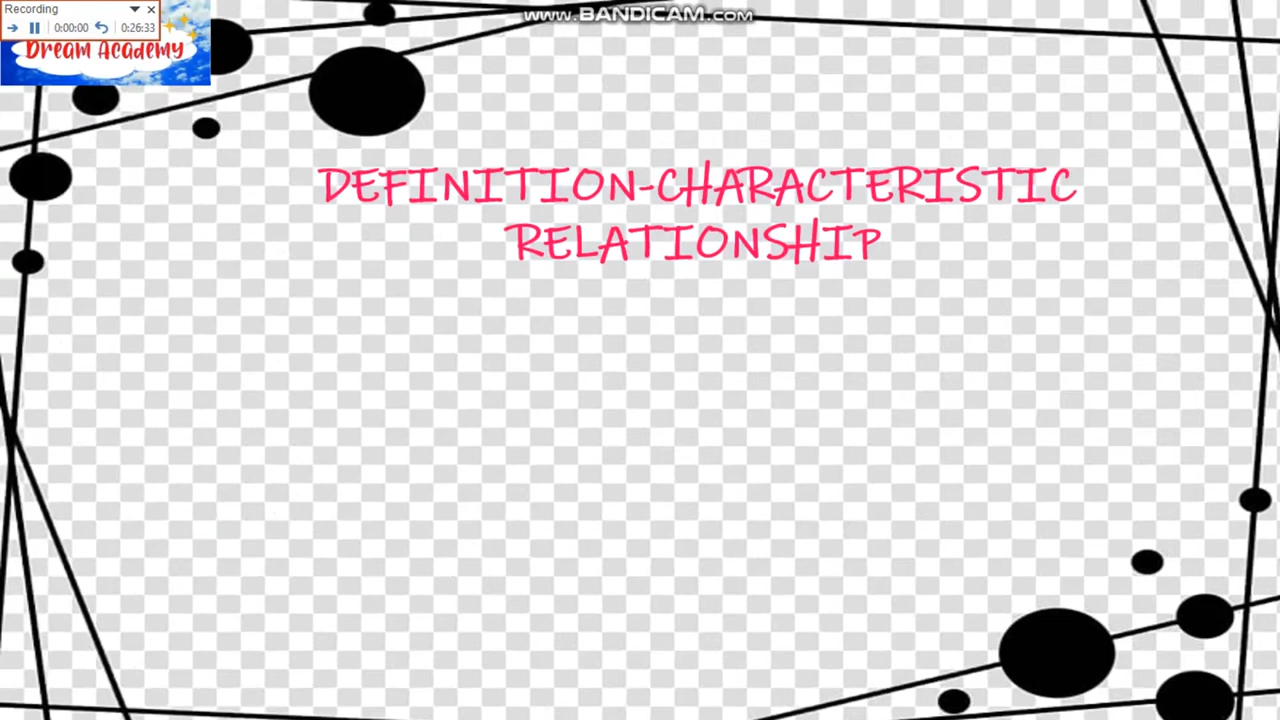 Recording
0:00:00 0:26:33
Dream Academy
WWW.BANDICAM.COM
DEFINITION-CHARACTERISTIC
RELATIONSHIP